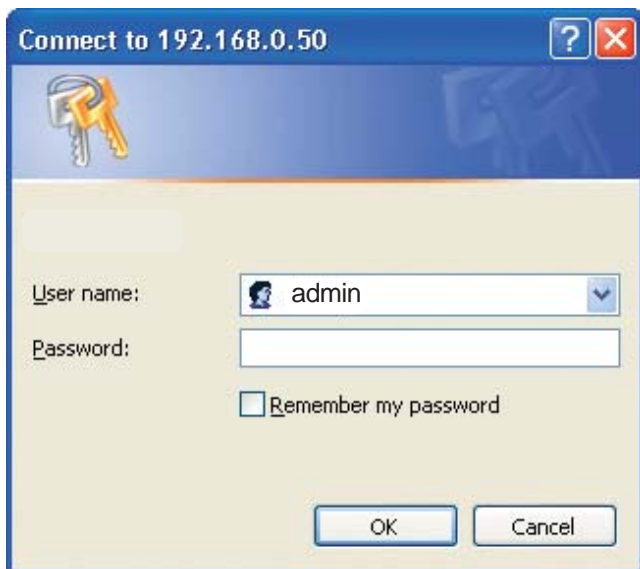 Connect to 192.168.0.50
?
User name:
admin
Password:
Remember my password
OK
Cancel